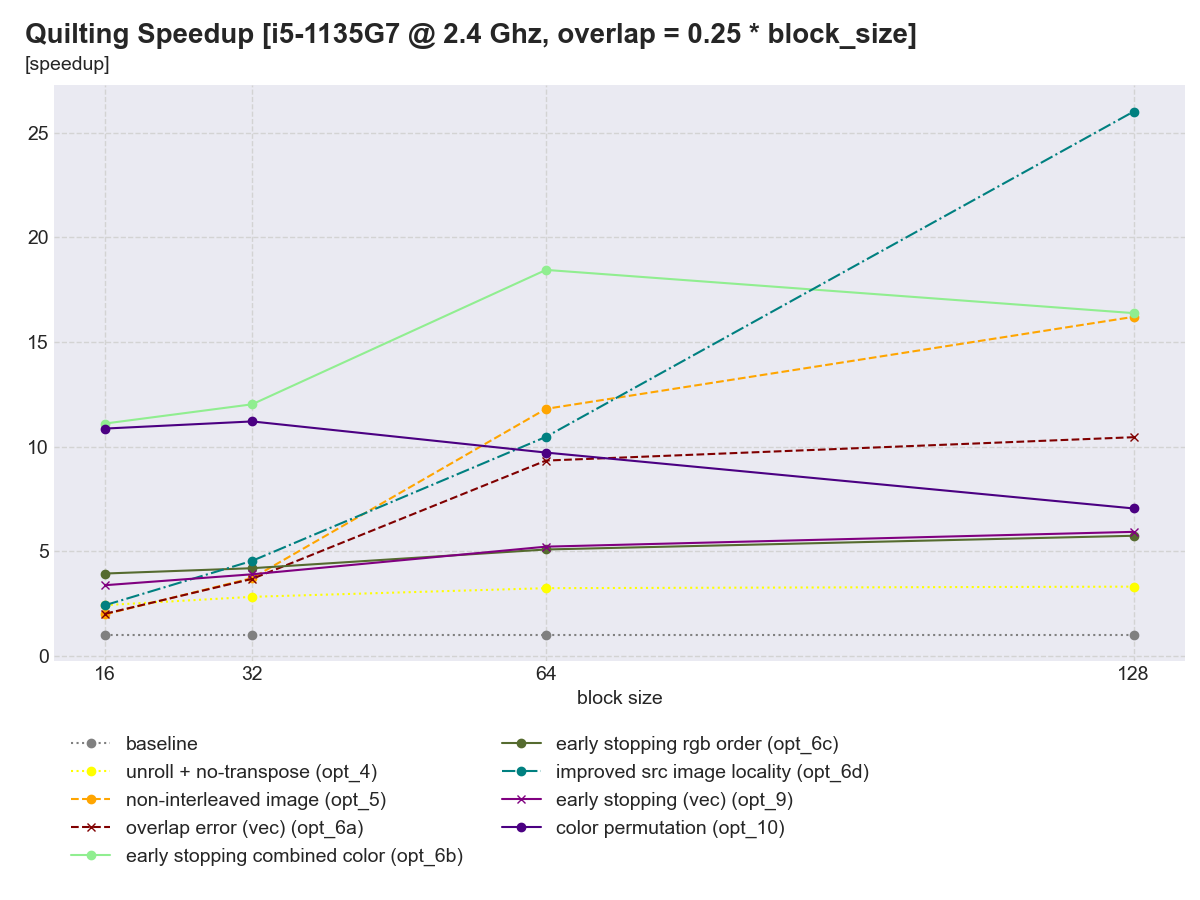 Quilting Speedup [i5-1135G7 @ 2.4 Ghz, overlap = 0.25 * block_size]
[speedup]
25
20
15
10
5
0
16 32 64 128
block size
baseline
unroll + no-transpose (opt_4)
non-interleaved image (opt_5)
overlap error (vec) (opt_6a)
early stopping combined color (opt_6b)
early stopping rgb order (opt_6c)
improved src image locality (opt_6d)
early stopping (vec) (opt_9)
color permutation (opt_10)